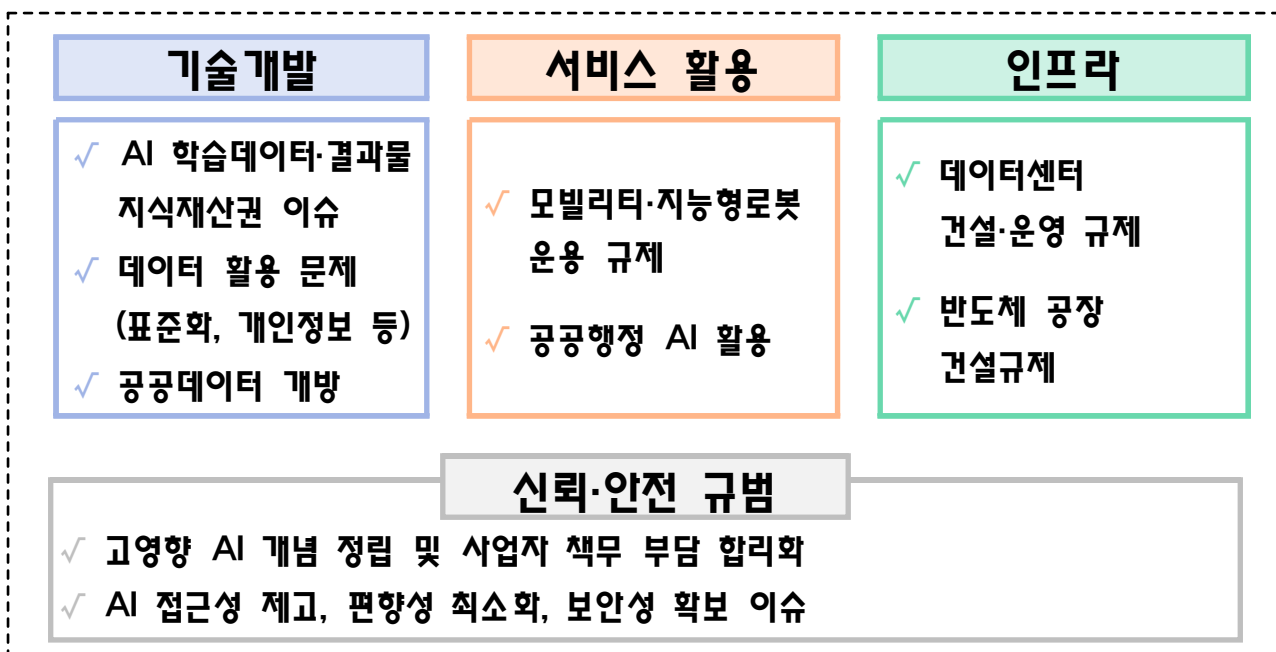 기술개발
√ AI 학습데이터·결과물
지식재산권 이슈
√ 데이터 활용 문제
(표준화, 개인정보 등)
√ 공공데이터 개방
서비스 활용
√ 모빌리티·지능형로봇
운용 규제
√ 공공행정 AI 활용
인프라
√ 데이터센터
건설·운영 규제
√ 반도체 공장
건설규제
신뢰·안전 규범
√ 고영향 AI 개념 정립 및 사업자 책무 부담 합리화
√ AI 접근성 제고, 편향성 최소화, 보안성 확보 이슈